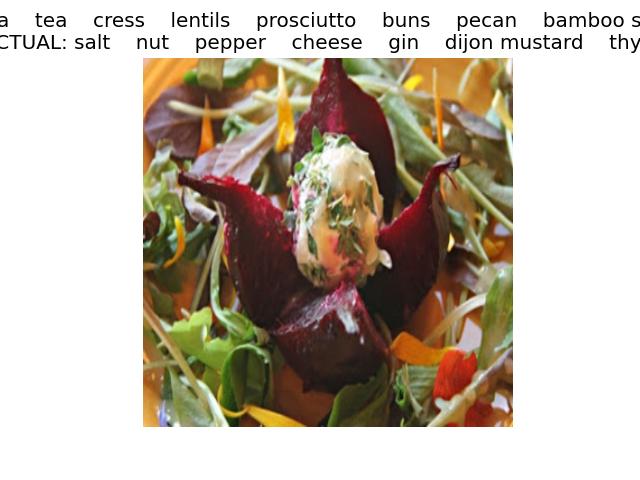 a tea cress lentils prosciutto buns pecan bamboo s
CTUAL: salt nut pepper cheese gin dijon mustard thy